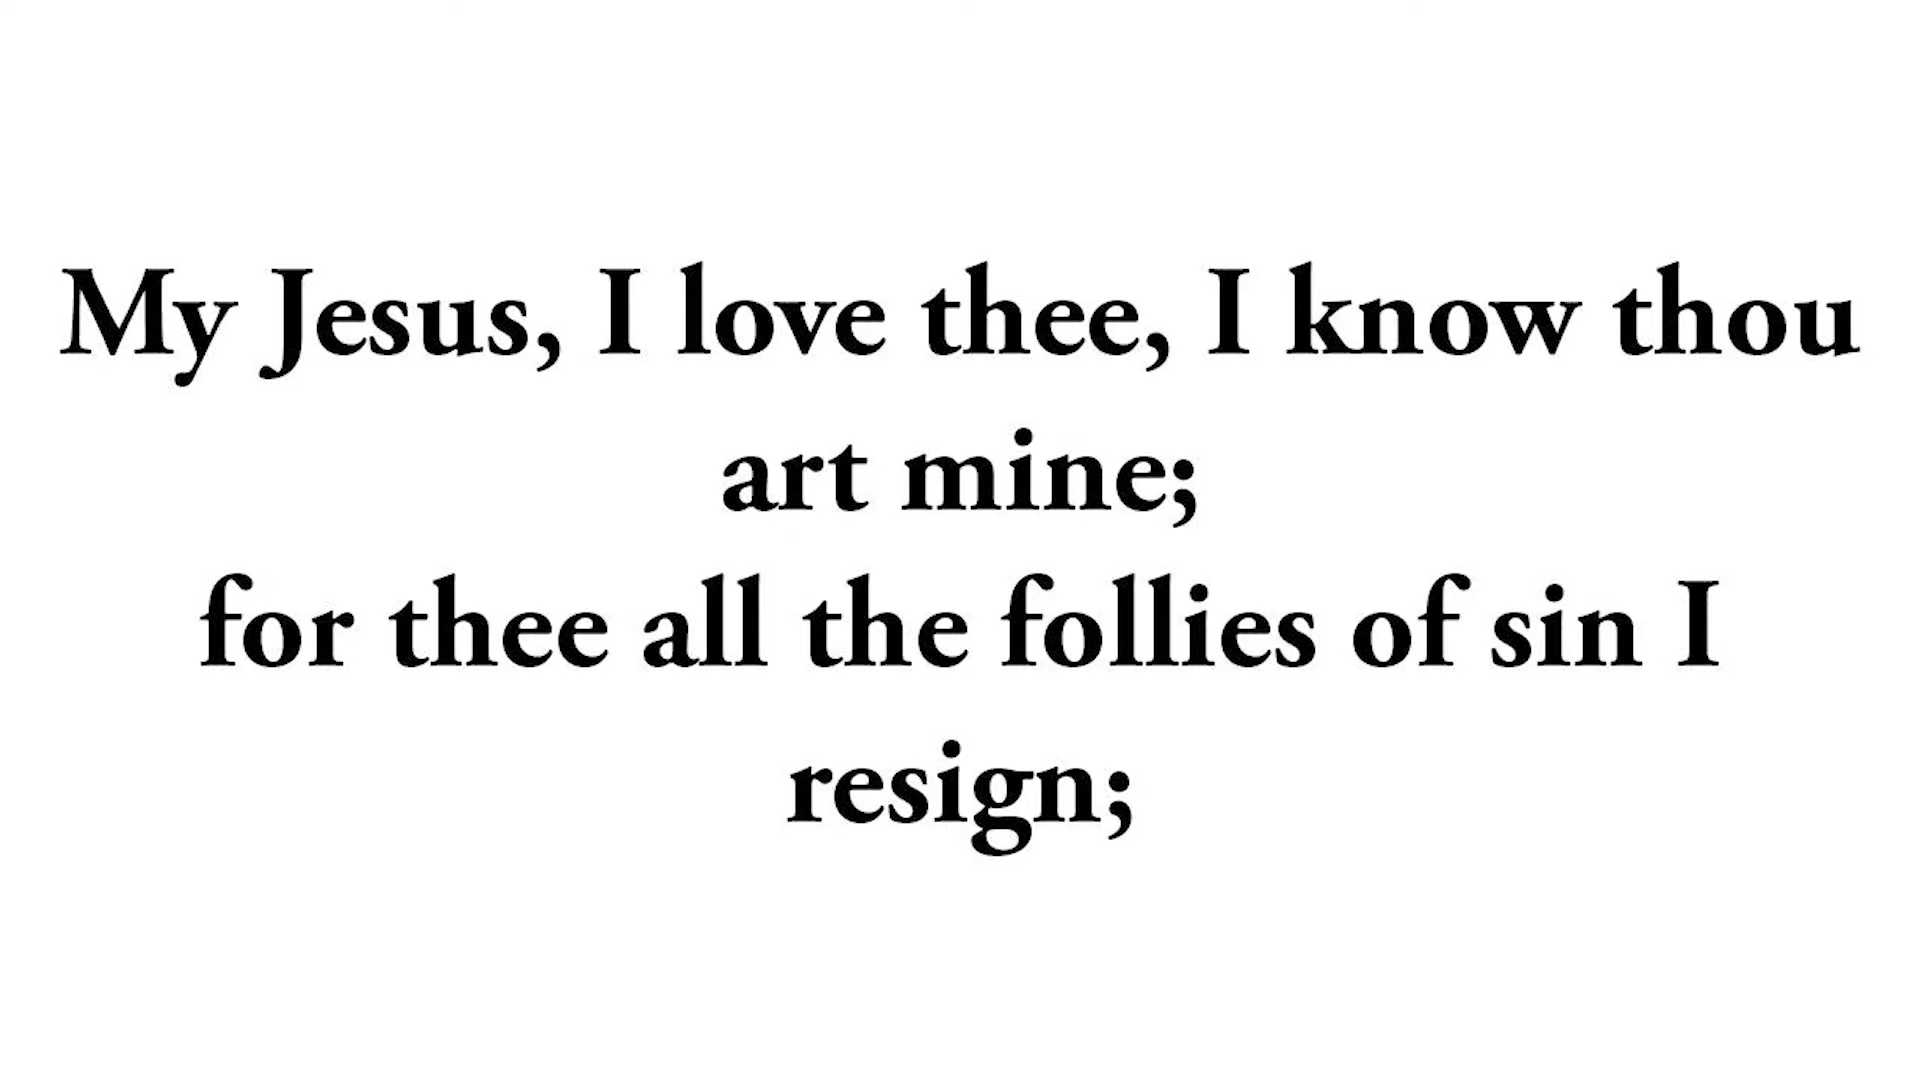 My Jesus, I love thee, I know thou
art mine;
for thee all the follies of sin I
resign;